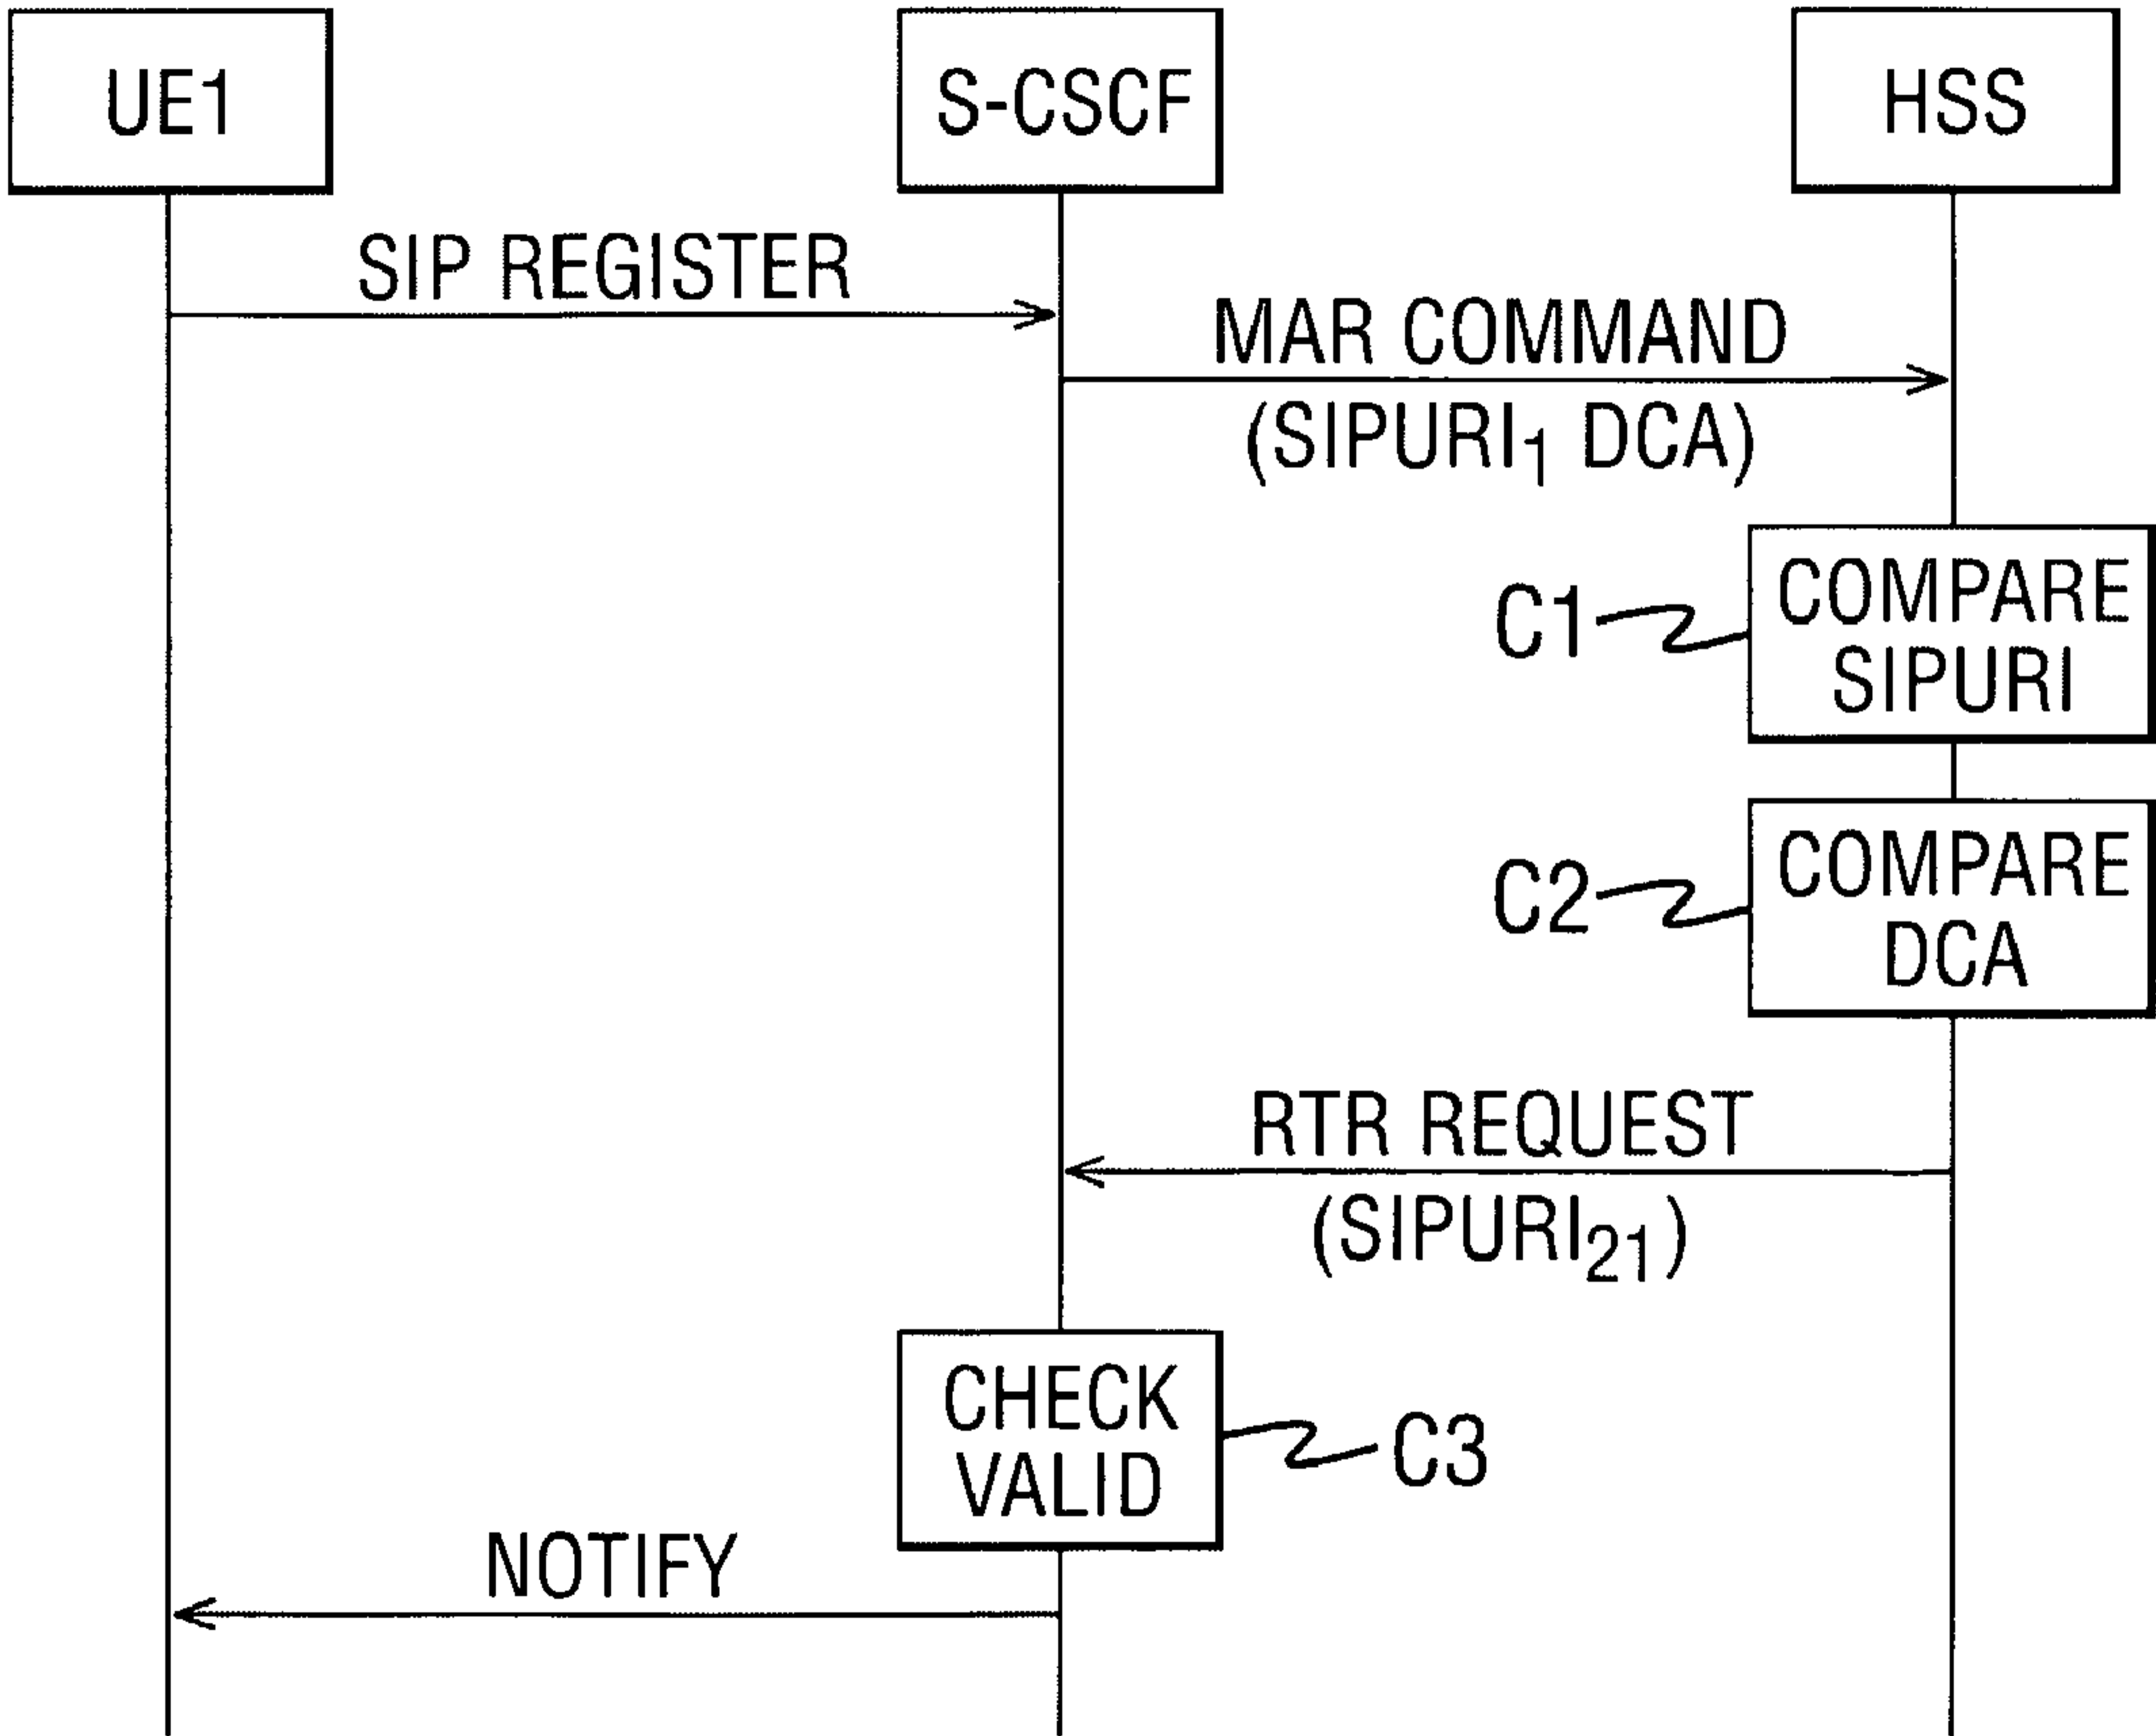 UE1
S-CSCF
HSS
SIP REGISTER
MAR COMMAND
(SIPURI₁ DCA)
C1
COMPARE
SIPURI
C2
COMPARE
DCA
RTR REQUEST
(SIPURI₂₁)
CHECK
VALID
C3
NOTIFY